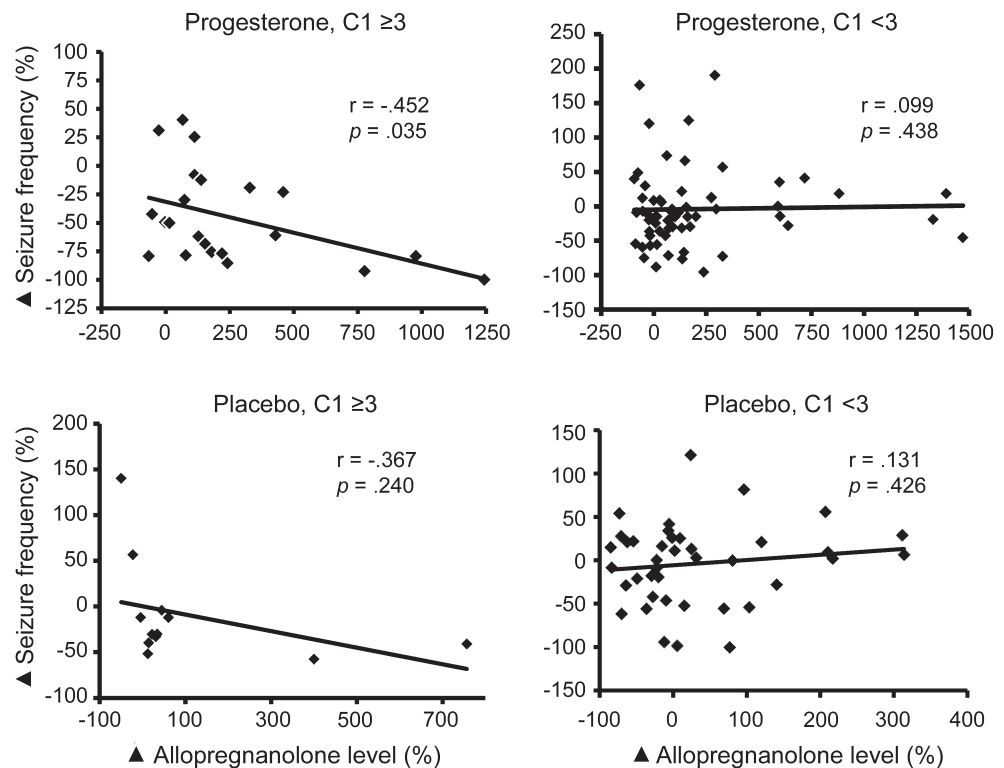 Progesterone, C1 ≥3
▲ Seizure frequency (%)
100
75
50
25
0
-25
-50
-75
-100
-125
r = -.452
p = .035
-250 0 250 500 750 1000 1250
Progesterone, C1 <3
250
200
150
100
50
0
-50
-100
-150
r = .099
p = .438
-250 0 250 500 750 1000 1250 1500
Placebo, C1 ≥3
▲ Seizure frequency (%)
200
150
100
50
0
-50
-100
r = -.367
p = .240
-100 100 300 500 700
▲ Allopregnanolone level (%)
Placebo, C1 <3
150
100
50
0
-50
-100
-150
r = .131
p = .426
-100 0 100 200 300 400
▲ Allopregnanolone level (%)